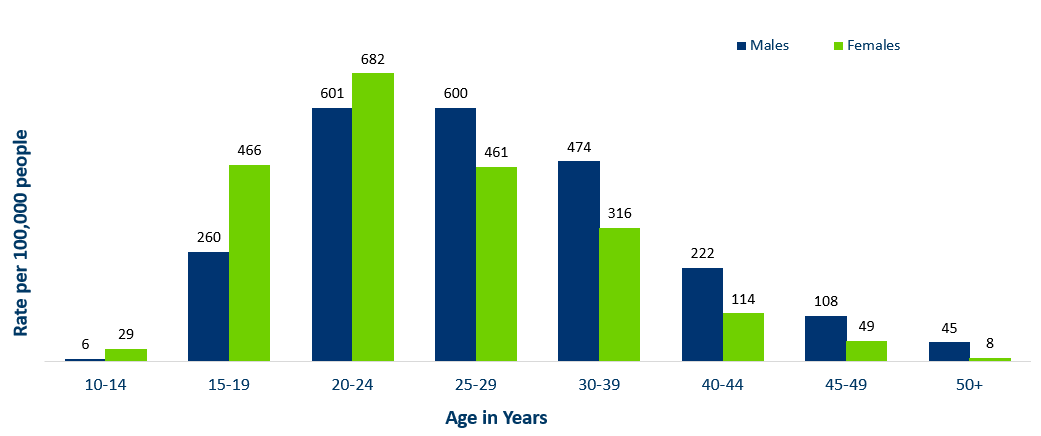 Males Females
682
601 600
466 461 474
316
260 222
114 108
6 29 49 45 8
Rate per 100,000 people
10-14 15-19 20-24 25-29 30-39 40-44 45-49 50+
Age in Years